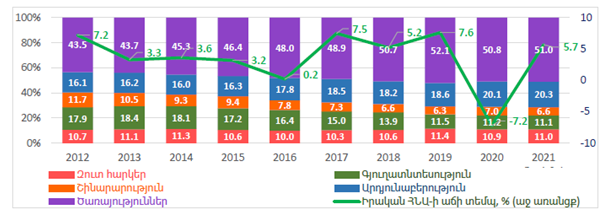 100% 10
80% 5
60% 0
40% -5
20% -10
0%
43.5 43.7 45.3 46.4 48.0 48.9 50.7 52.1 50.8 51.0
7.2 3.3 3.6 3.2 0.2 7.5 5.2 7.6 -7.2 5.7
16.1 16.2 16.0 16.3 17.8 18.5 18.2 18.6 20.1 20.3
11.7 10.5 9.3 9.4 7.8 7.3 6.6 6.3 7.0 6.6
17.9 18.4 18.1 17.2 16.4 15.0 13.9 11.5 11.2 11.1
10.7 11.1 11.3 10.6 10.0 10.3 10.6 11.4 10.9 11.0
2012 2013 2014 2015 2016 2017 2018 2019 2020 2021
Զուտ հարկեր Գյուղատնտեսություն
Շինարարություն Արդյունաբերություն
Ծառայություններ Իրական ՀՆԱ-ի աճի տեմպ, % (աջ առանցք)